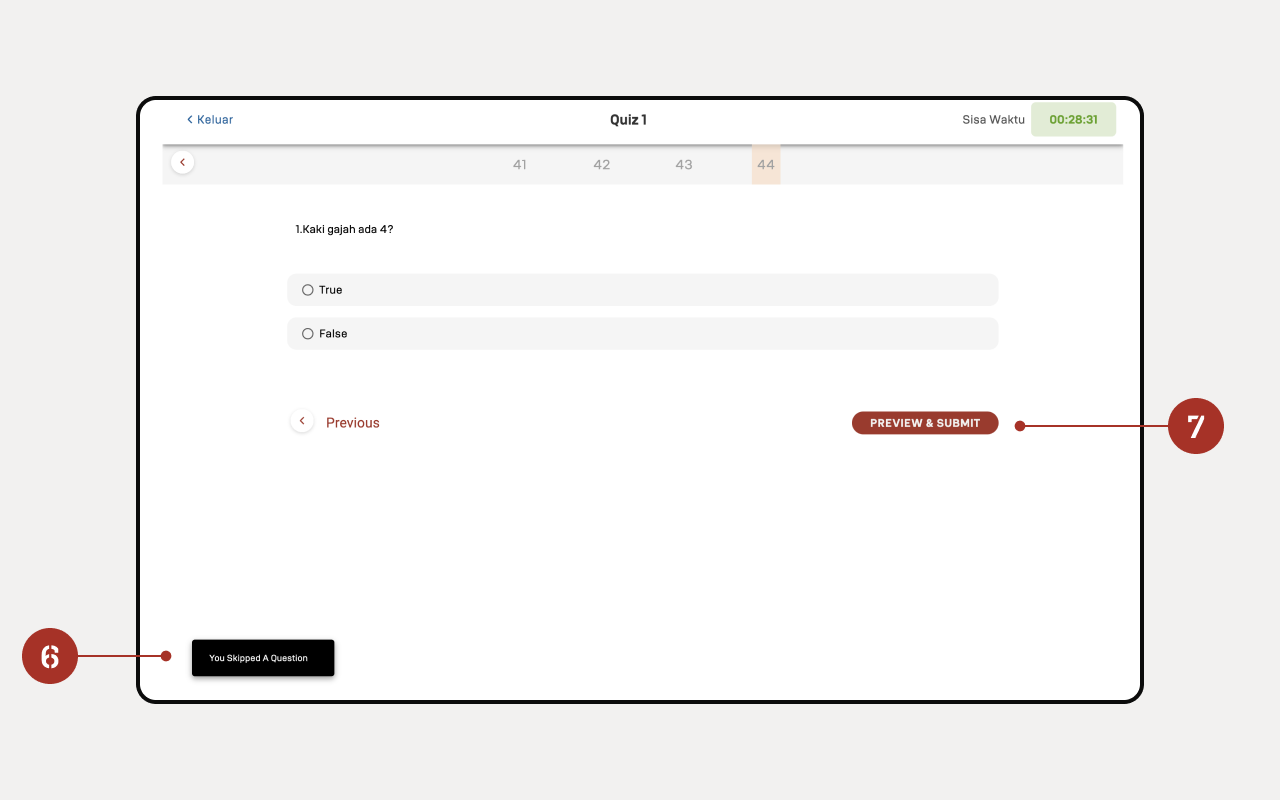 Keluar
Quiz 1
Sisa Waktu
00:28:31
41 42 43 44
1.Kaki gajah ada 4?
True
False
Previous
PREVIEW & SUBMIT
7
You Skipped A Question
6